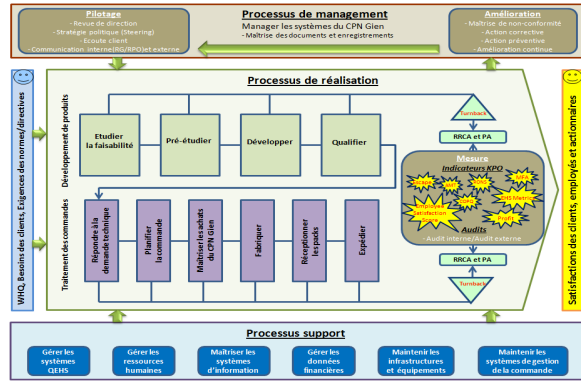 Pilotage
- Revue de direction
- Stratégie politique (Steering)
- Ecoute client
- Communication interne(RG/RPO)et externe
Processus de management
Manager les systèmes du CPN Gien
- Maîtrise des documents et enregistrements
Amélioration
- Maîtrise de non-conformité
- Action corrective
- Action préventive
- Amélioration continue
WHQ, Besoins des clients, Exigences des normes/directives
Processus de réalisation
Développement de produits
Etudier
la faisabilité
Pré-étudier
Développer
Qualifier
Turnback
RRCA et PA
Mesure
Indicateurs KPO
Escape
MFA
EHS Matrix
Employee
Satisfaction
Score
COPQ
Profit
Audits
- Audit interne/Audit externe
RRCA et PA
Turnback
Traitement des commandes
Répondre à la
demande technique
Planifier
la commande
Maîtriser les achats
du CPN Gien
Fabriquer
Réceptionner
les packs
Expédier
Satisfactions des clients, employés et actionnaires
Processus support
Gérer les
systèmes
QEHS
Gérer les
ressources
humaines
Maîtriser les
systèmes
d'information
Gérer les
données
financières
Maintenir les
infrastructures
et équipements
Maintenir les
systèmes de gestion
de la commande